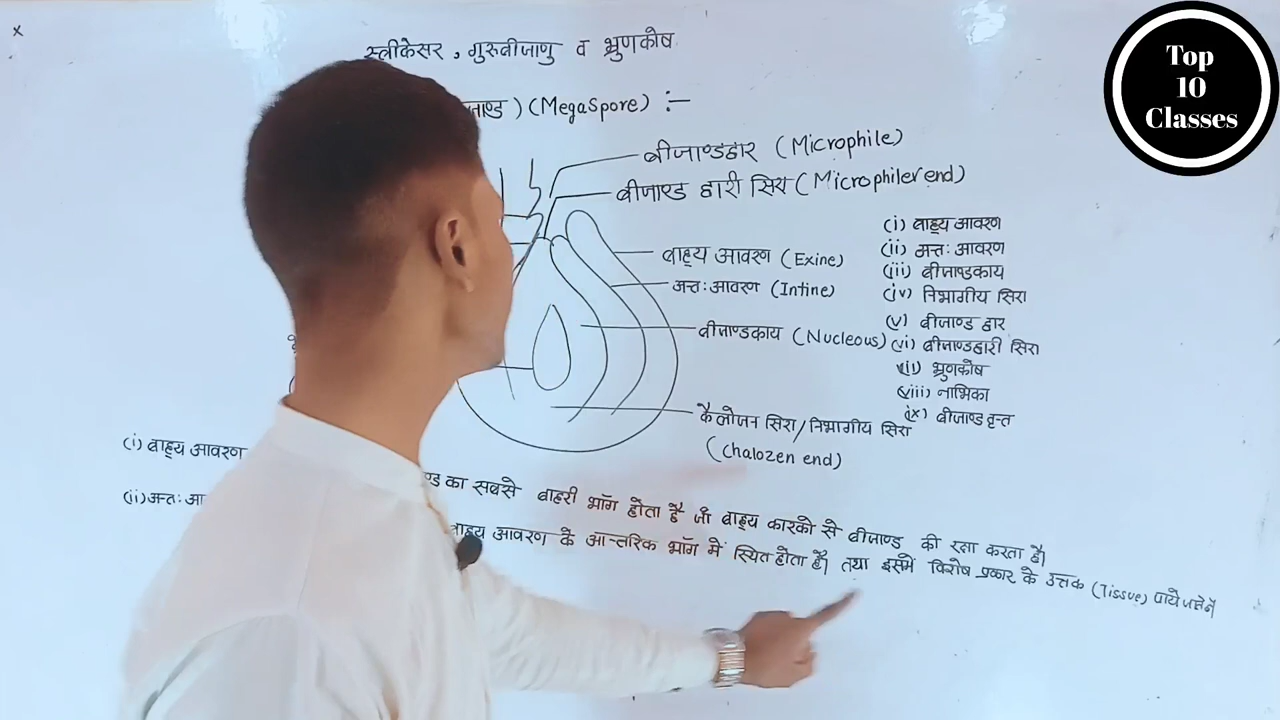 स्त्रीकेसर, गुरुबीजाणु व भ्रुणकोष
ाण्ड) (MegaSpore) :-
बीजाण्डद्वार (Microphile)
बीजाण्ड द्वारी सिरा (Microphiler end)
बाह्य आवरण (Exine)
अन्तः आवरण (Intine)
बीजाण्डकाय (Nucleous)
कैलोजन सिरा/निभागीय सिरा
(Chalozen end)
(i) बाह्य आवरण
(ii) अन्तः आवरण
(iii) बीजाण्डकाय
(iv) निभागीय सिरा
(v) बीजाण्ड द्वार
(vi) बीजाण्डद्वारी सिरा
(vii) भ्रुणकोष
(viii) नाभिका
(ix) बीजाण्ड वृन्त
(i) बाह्य आवरण ण्ड का सबसे बाहरी भाग होता है जो बाह्य कारको से बीजाण्ड की रक्षा करता है।
(ii) अन्तः आ बाह्य आवरण के आन्तरिक भाग में स्थित होता है। तथा इसमें विशेष प्रकार के उत्तक (Tissue) पाये जाते हैं
Top
10
Classes